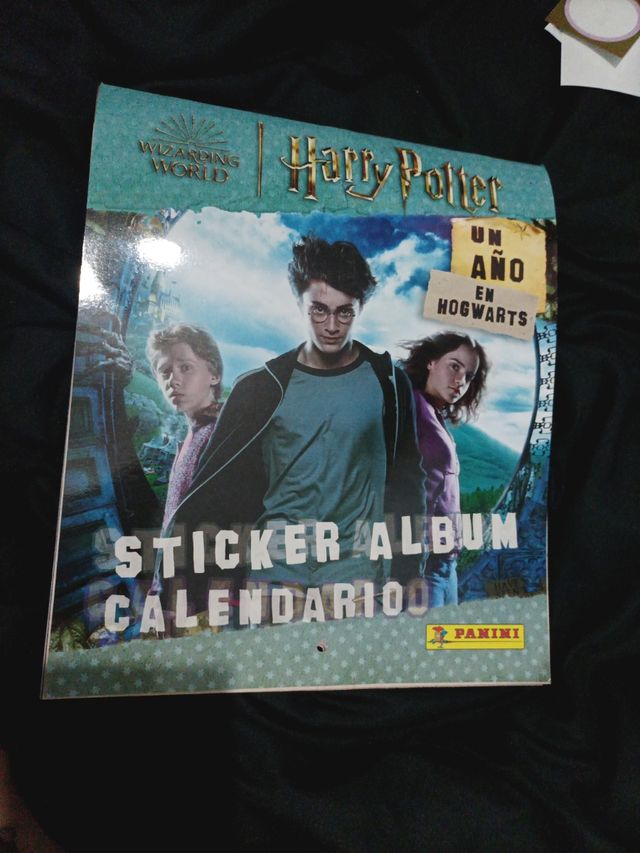 WIZARDING
WORLD
Harry Potter
UN
AÑO
EN
HOGWARTS
STICKER ALBUM
CALENDARIO
PANINI